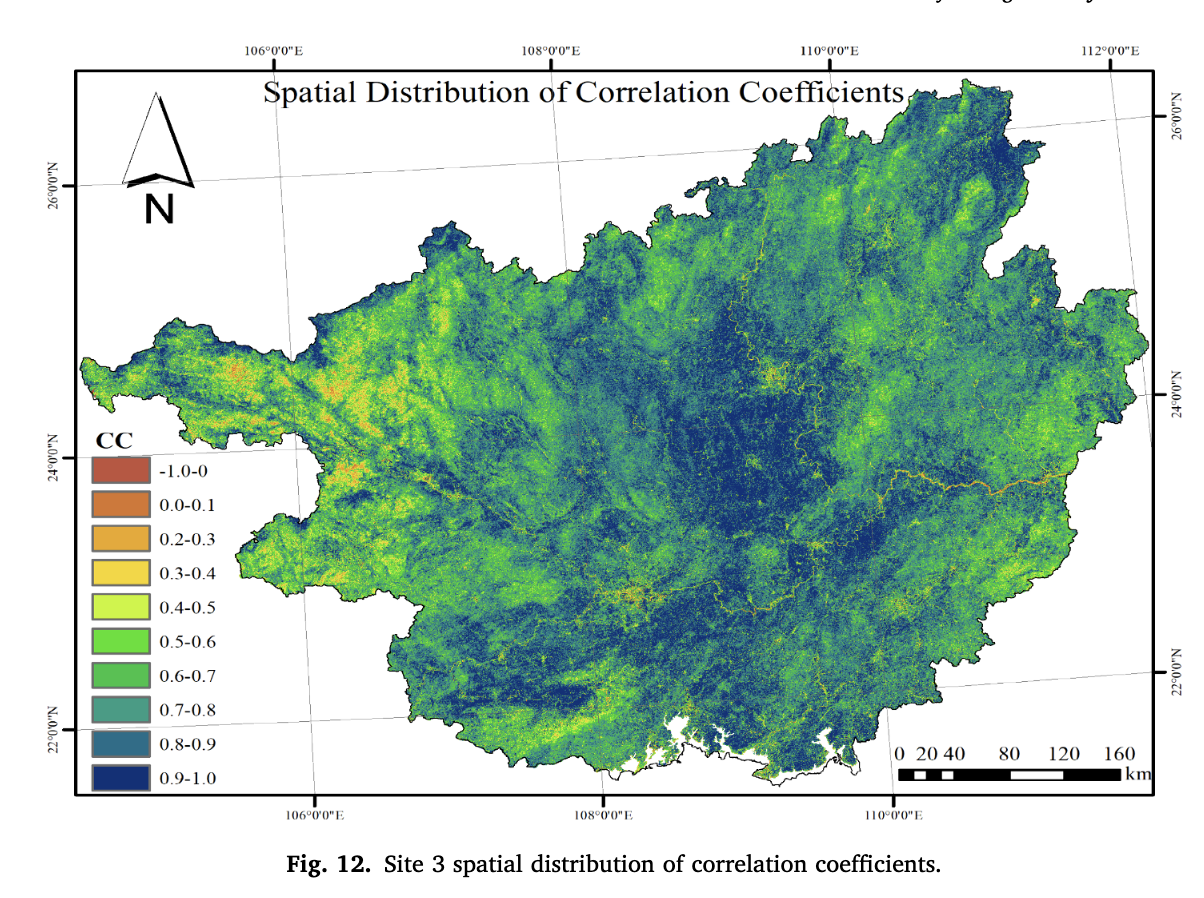 106°0'0"E 108°0'0"E 110°0'0"E 112°0'0"E
Spatial Distribution of Correlation Coefficients
26°0'0"N
26°0'0"N
N
24°0'0"N
24°0'0"N
CC
-1.0-0
0.0-0.1
0.2-0.3
0.3-0.4
0.4-0.5
0.5-0.6
0.6-0.7
0.7-0.8
0.8-0.9
0.9-1.0
22°0'0"N
22°0'0"N
0 20 40 80 120 160
km
106°0'0"E 108°0'0"E 110°0'0"E
Fig. 12. Site 3 spatial distribution of correlation coefficients.